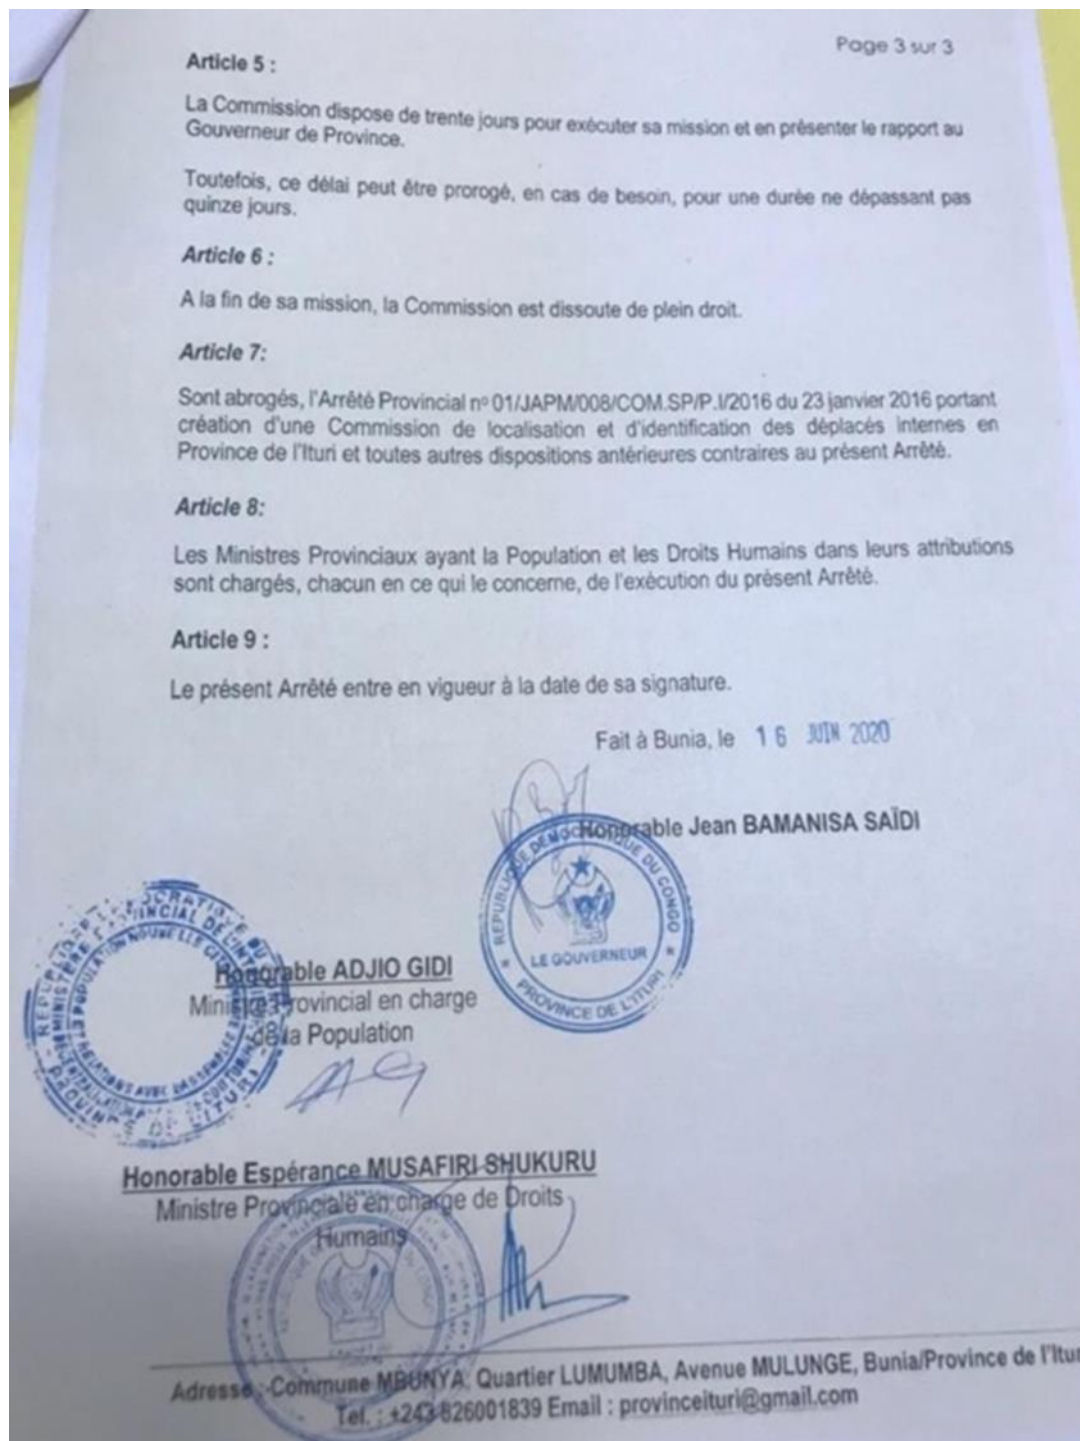 Page 3 sur 3
Article 5 :
La Commission dispose de trente jours pour exécuter sa mission et en présenter le rapport au
Gouverneur de Province.
Toutefois, ce délai peut être prorogé, en cas de besoin, pour une durée ne dépassant pas
quinze jours.
Article 6 :
A la fin de sa mission, la Commission est dissoute de plein droit.
Article 7:
Sont abrogés, l'Arrêté Provincial nº 01/JAPM/008/COM.SP/P.I/2016 du 23 janvier 2016 portant
création d'une Commission de localisation et d'identification des déplacés internes en
Province de l'Ituri et toutes autres dispositions antérieures contraires au présent Arrêté.
Article 8:
Les Ministres Provinciaux ayant la Population et les Droits Humains dans leurs attributions
sont chargés, chacun en ce qui le concerne, de l'exécution du présent Arrêté.
Article 9 :
Le présent Arrêté entre en vigueur à la date de sa signature.
Fait à Bunia, le 16 JUIN 2020
Honorable Jean BAMANISA SAÏDI
REPUBLIQUE DEMOCRATIQUE DU CONGO
LE GOUVERNEUR
PROVINCE DE L'ITURI
Honorable ADJIO GIDI
Ministre Provincial en charge
de la Population
PROVINCE DE L'ITURI
Honorable Espérance MUSAFIRI SHUKURU
Ministre Provinciale en charge de Droits
Humains
Adresse : Commune MBUNYA, Quartier LUMUMBA, Avenue MULUNGE, Bunia/Province de l'Itur
Tel. : +243 826001839 Email : provinceituri@gmail.com